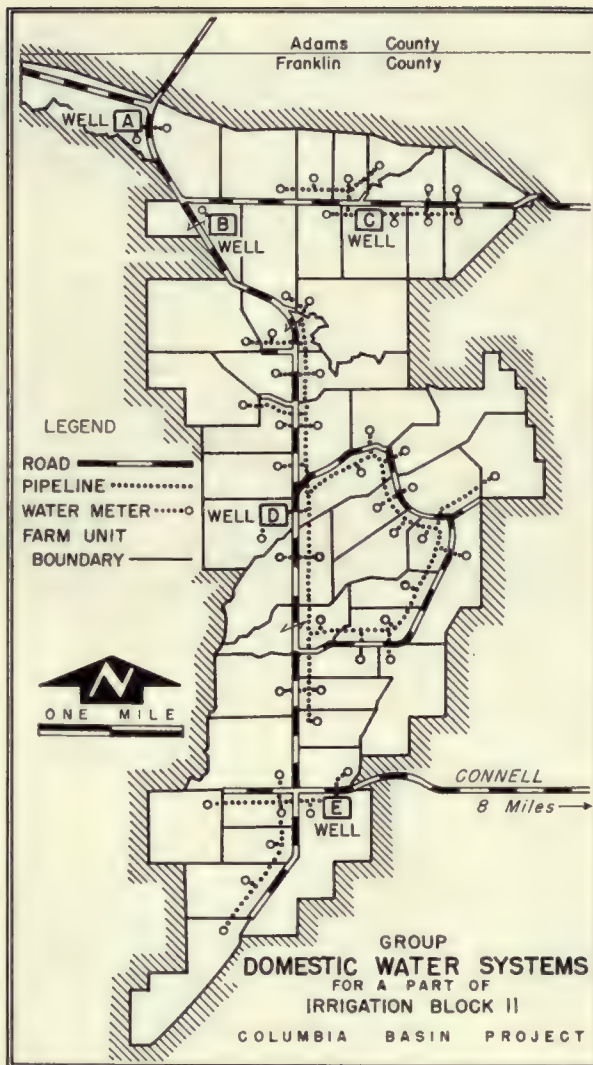 Adams County
Franklin County
WELL A
B
WELL
C
WELL
LEGEND
ROAD
PIPELINE
WATER METER
FARM UNIT
BOUNDARY
WELL D
N
ONE MILE
CONNELL
8 Miles
E
WELL
GROUP
DOMESTIC WATER SYSTEMS
FOR A PART OF
IRRIGATION BLOCK 11
COLUMBIA BASIN PROJECT